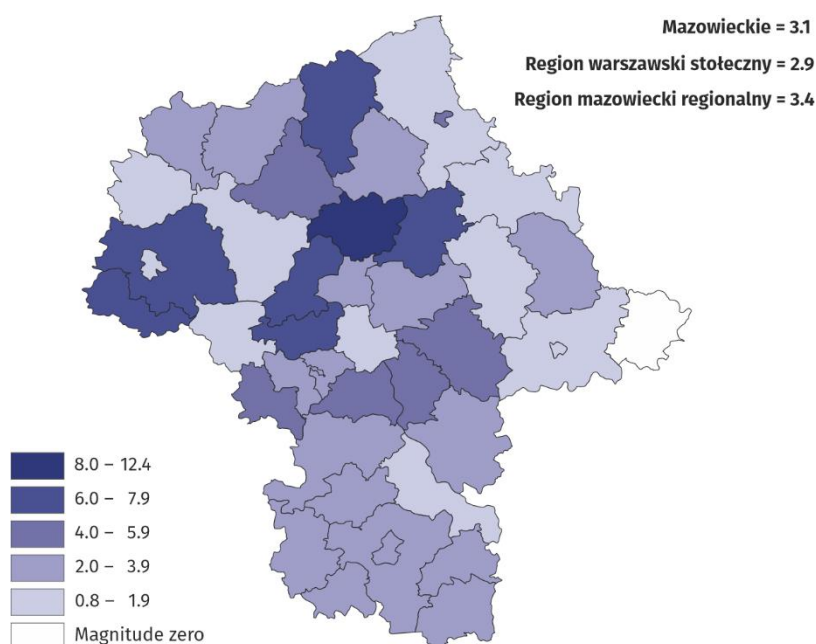 Mazowieckie = 3.1
Region warszawski stołeczny = 2.9
Region mazowiecki regionalny = 3.4
8.0 – 12.4
6.0 – 7.9
4.0 – 5.9
2.0 – 3.9
0.8 – 1.9
Magnitude zero